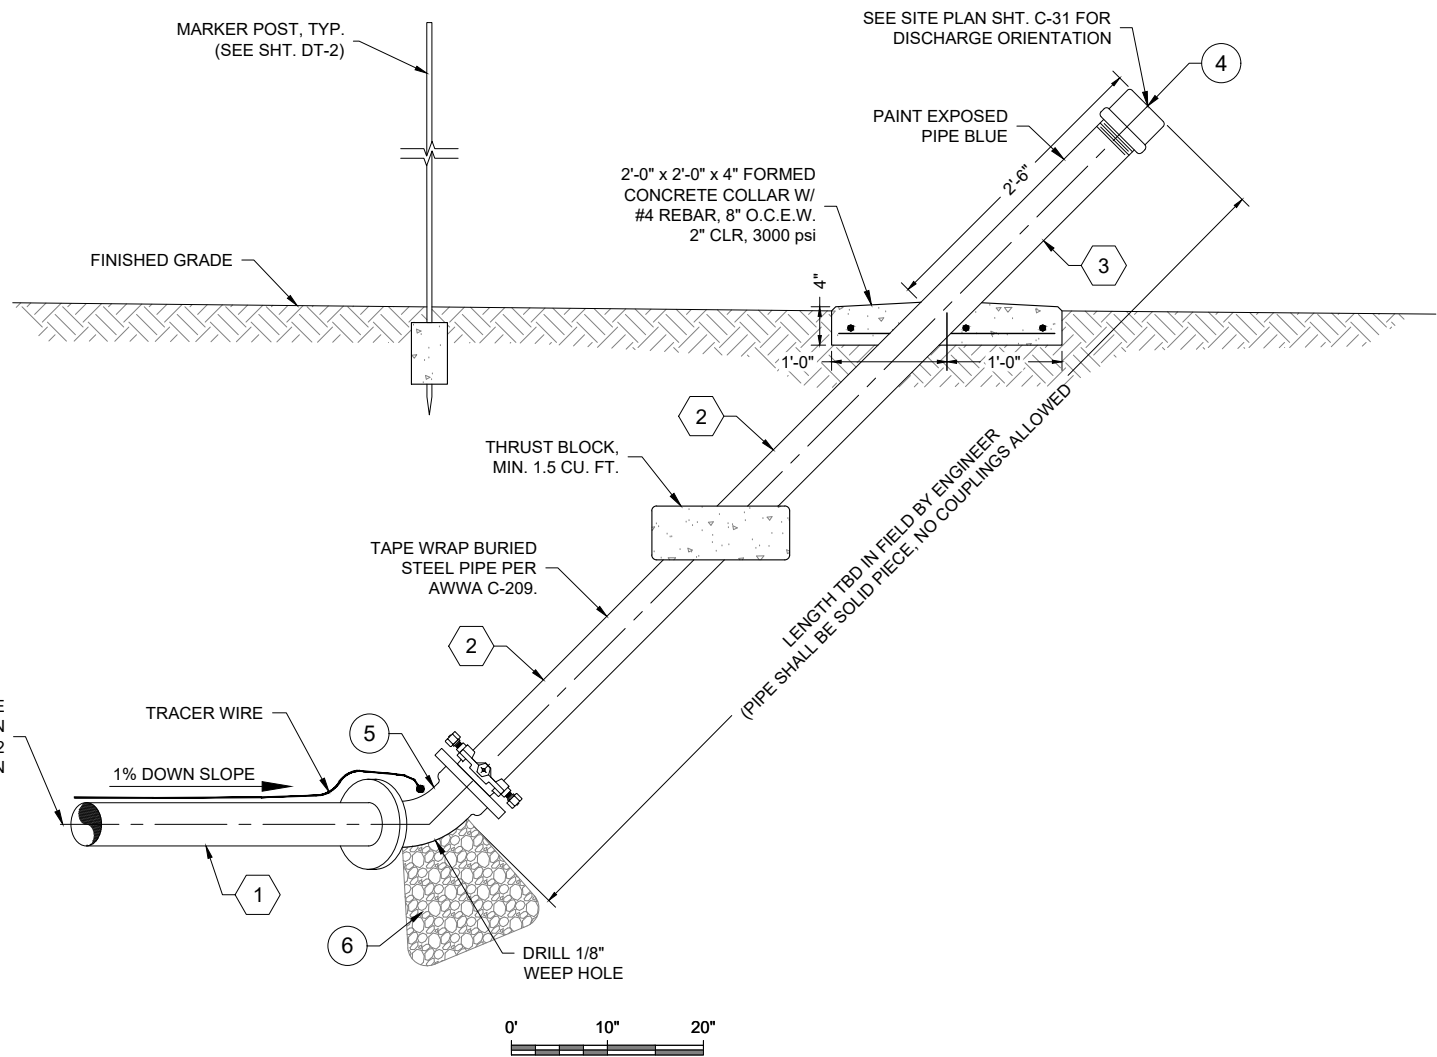 MARKER POST, TYP.
(SEE SHT. DT-2)
SEE SITE PLAN SHT. C-31 FOR
DISCHARGE ORIENTATION
4
PAINT EXPOSED
PIPE BLUE
2'-6"
2'-0" x 2'-0" x 4" FORMED
CONCRETE COLLAR W/
#4 REBAR, 8" O.C.E.W.
2" CLR, 3000 psi
FINISHED GRADE
3
4"
1'-0"
1'-0"
2
THRUST BLOCK,
MIN. 1.5 CU. FT.
LENGTH TBD IN FIELD BY ENGINEER
(PIPE SHALL BE SOLID PIECE, NO COUPLINGS ALLOWED
TAPE WRAP BURIED
STEEL PIPE PER
AWWA C-209.
2
TRACER WIRE
5
1% DOWN SLOPE
1
6
DRILL 1/8"
WEEP HOLE
0'
10"
20"